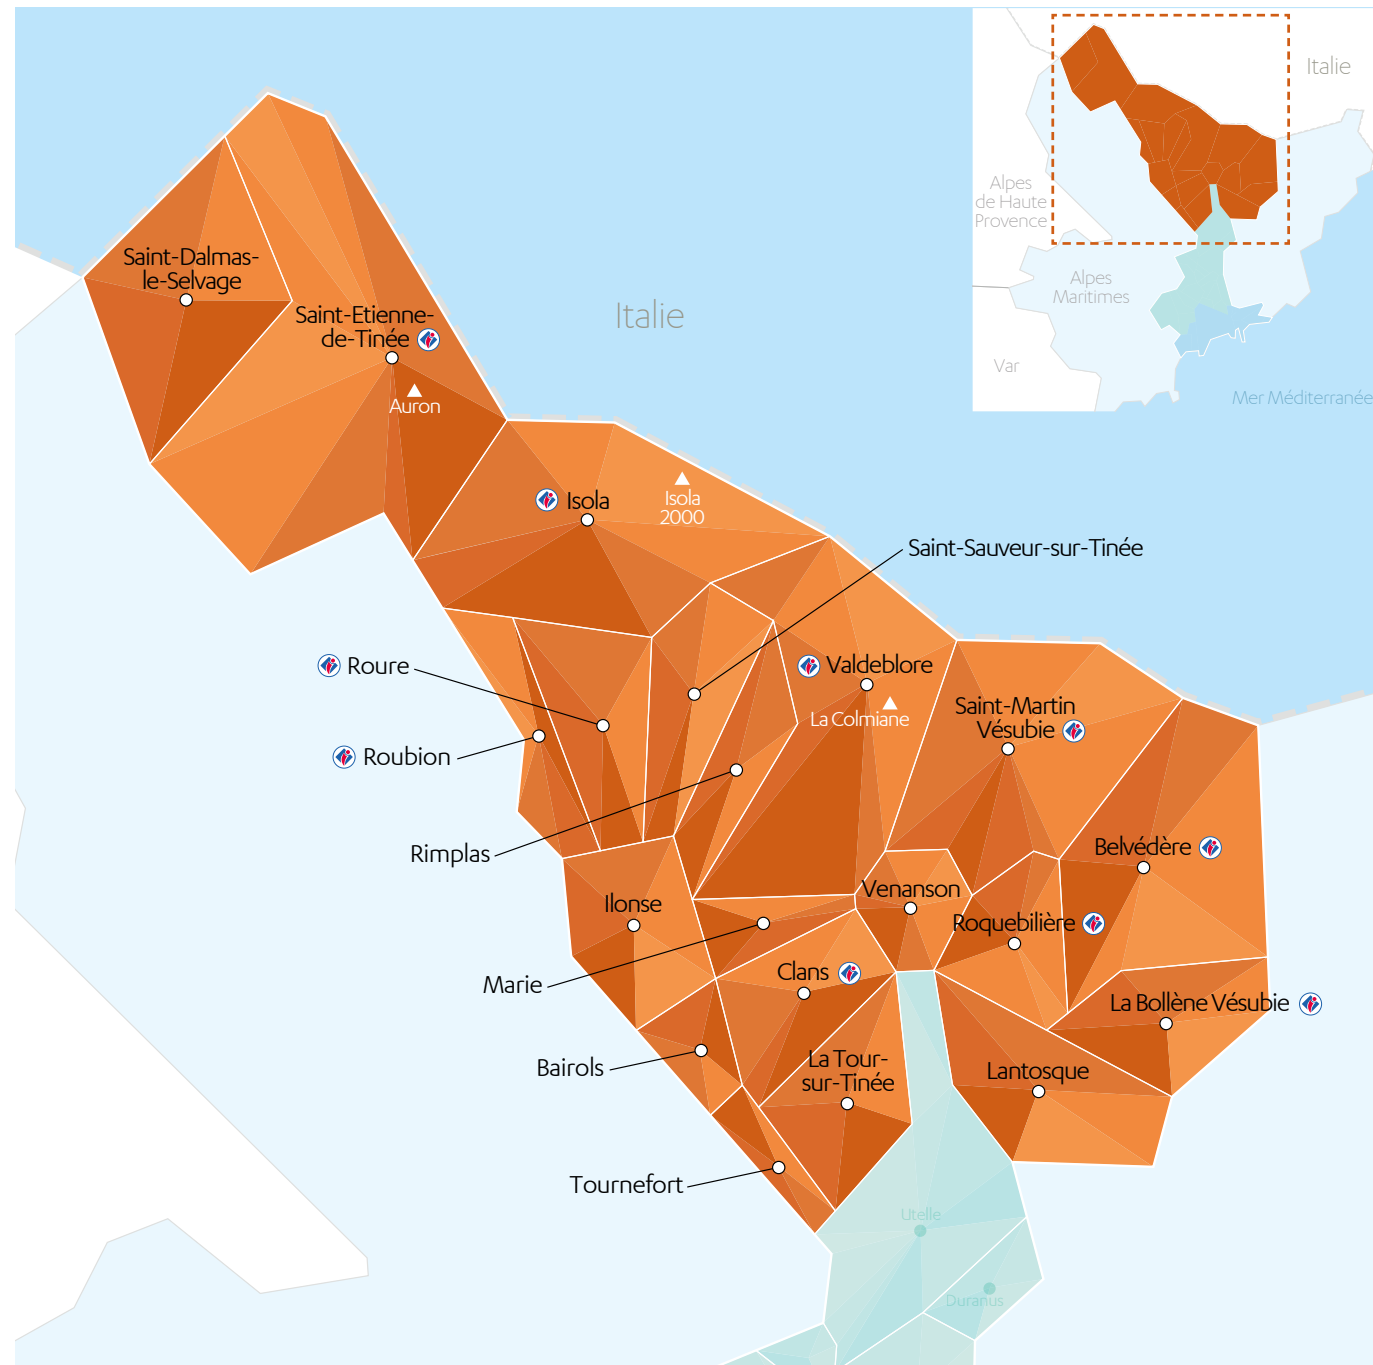 Italie
Alpes
de Haute
Provence
Alpes
Maritimes
Var
Mer Méditerranée
Saint-Dalmas-
le-Selvage
Saint-Etienne-
de-Tinée
Italie
Auron
Isola
Isola
2000
Saint-Sauveur-sur-Tinée
Roure
Valdeblore
La Colmiane
Saint-Martin
Vésubie
Roubion
Rimplas
Belvédère
Ilonse
Venanson
Roquebilière
Marie
Clans
La Bollène Vésubie
Bairols
La Tour-
sur-Tinée
Lantosque
Tournefort
Utelle
Duranus